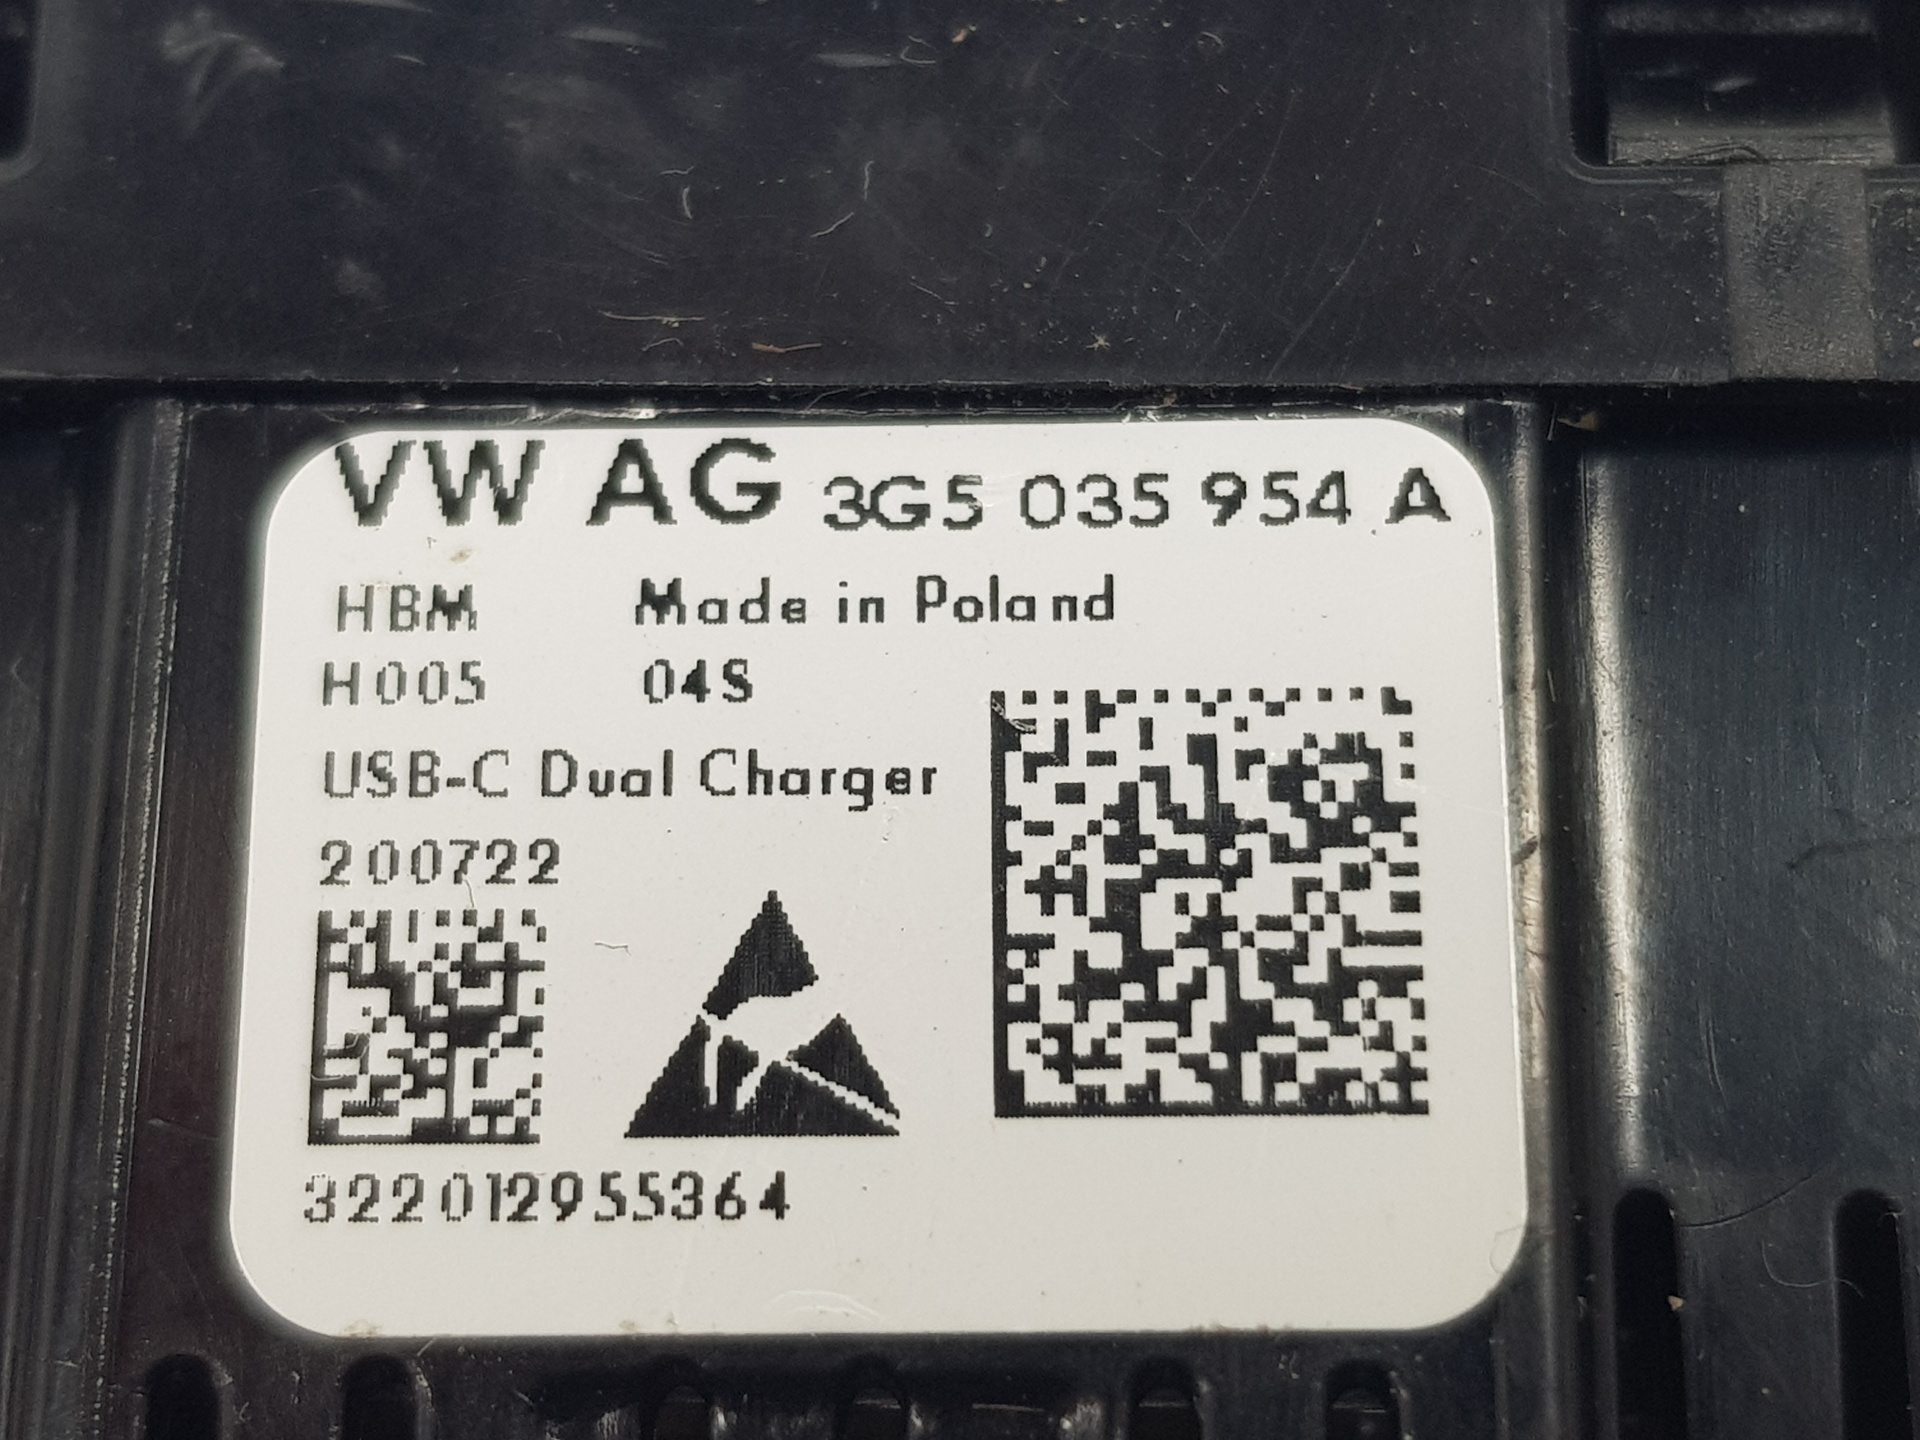 VW AG 3G5 035 954 A
HBM Made in Poland
H005 04S
USB-C Dual Charger
200722
322012955364